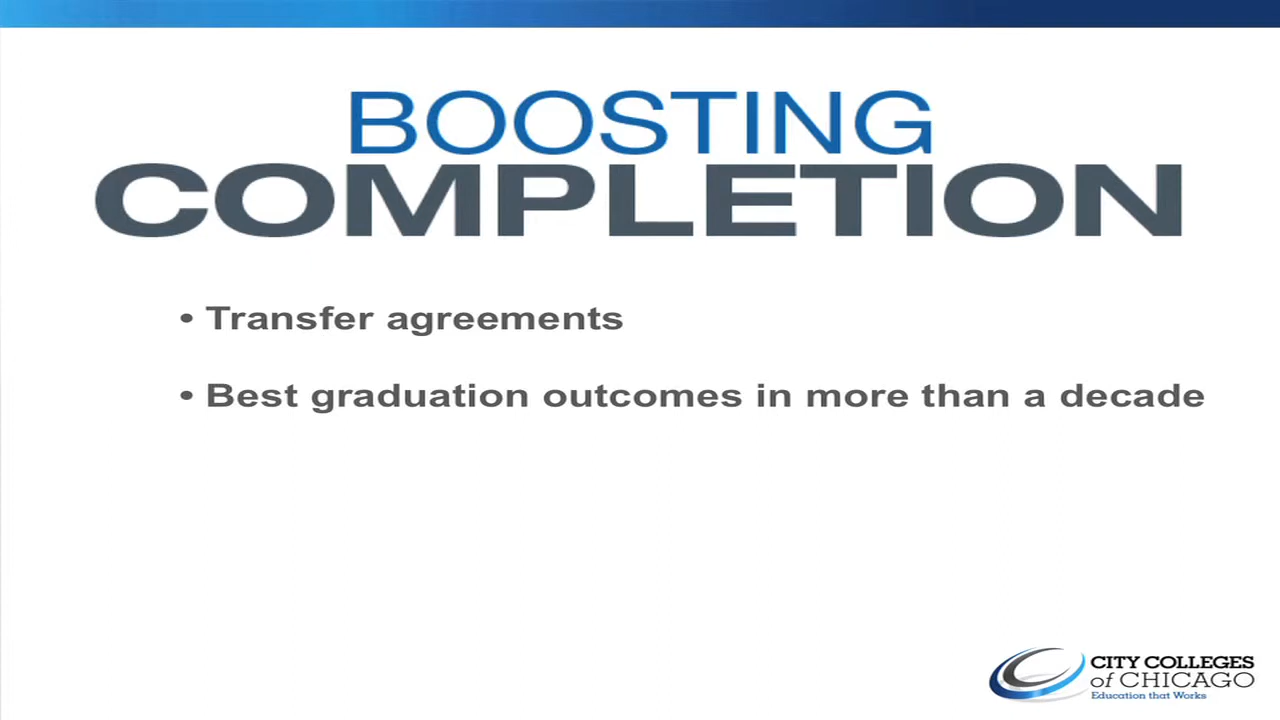 BOOSTING
COMPLETION
• Transfer agreements
• Best graduation outcomes in more than a decade
CITY COLLEGES
of CHICAGO
Education that Works